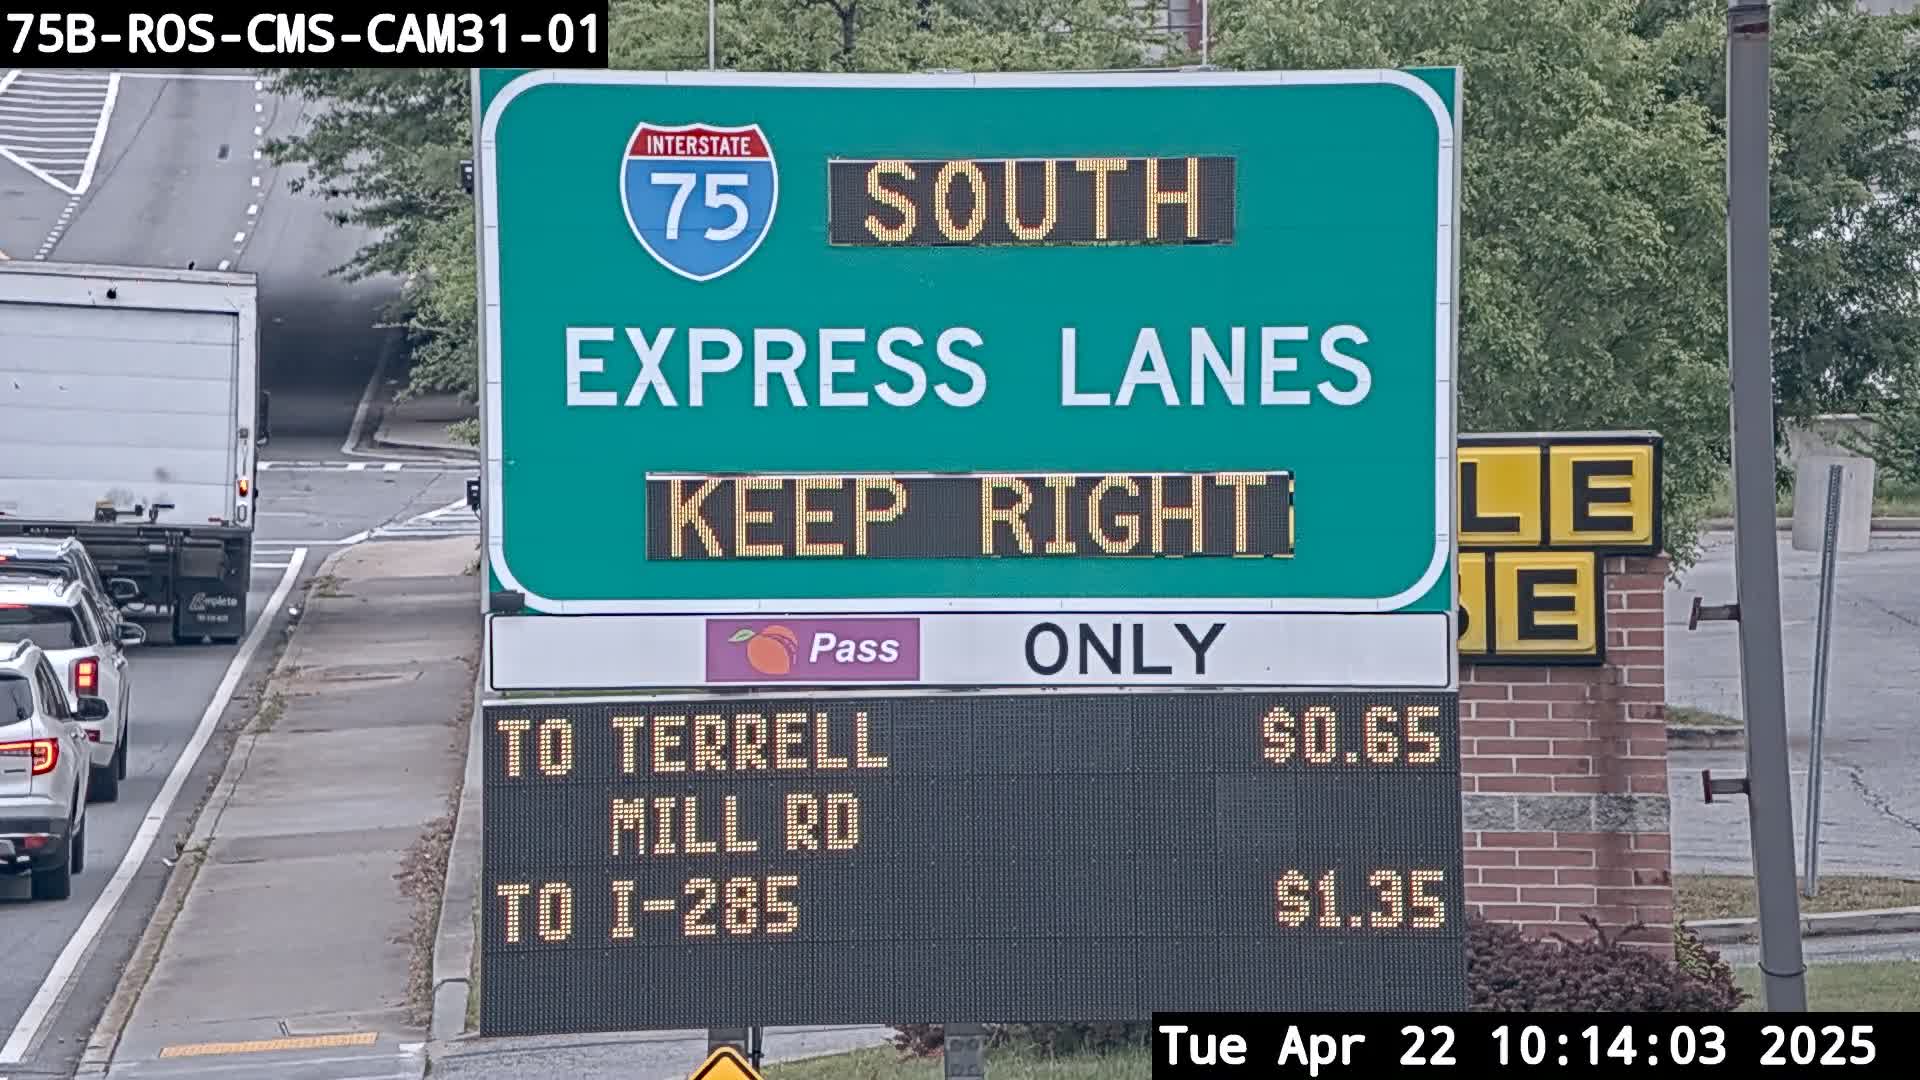 75B-ROS-CMS-CAM31-01
INTERSTATE
75
SOUTH
EXPRESS LANES
KEEP RIGHT
LE
E
Pass ONLY
TO TERRELL $0.65
MILL RD
TO I-285 $1.35
Tue Apr 22 10:14:03 2025